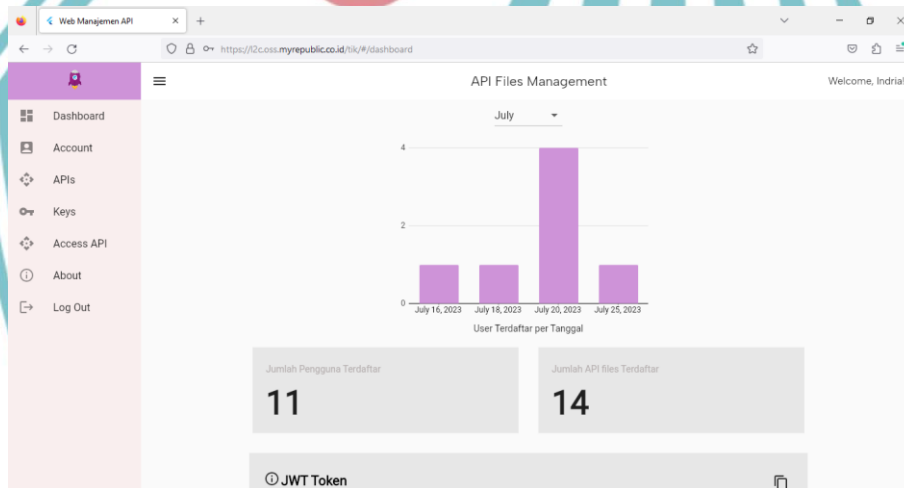 Web Manajemen API
https://l2c.oss.myrepublic.co.id/tik/#/dashboard
API Files Management
Welcome, Indria!
Dashboard
Account
APIs
Keys
Access API
About
Log Out
July
4
2
0
July 16, 2023 July 18, 2023 July 20, 2023 July 25, 2023
User Terdaftar per Tanggal
Jumlah Pengguna Terdaftar
11
Jumlah API files Terdaftar
14
JWT Token